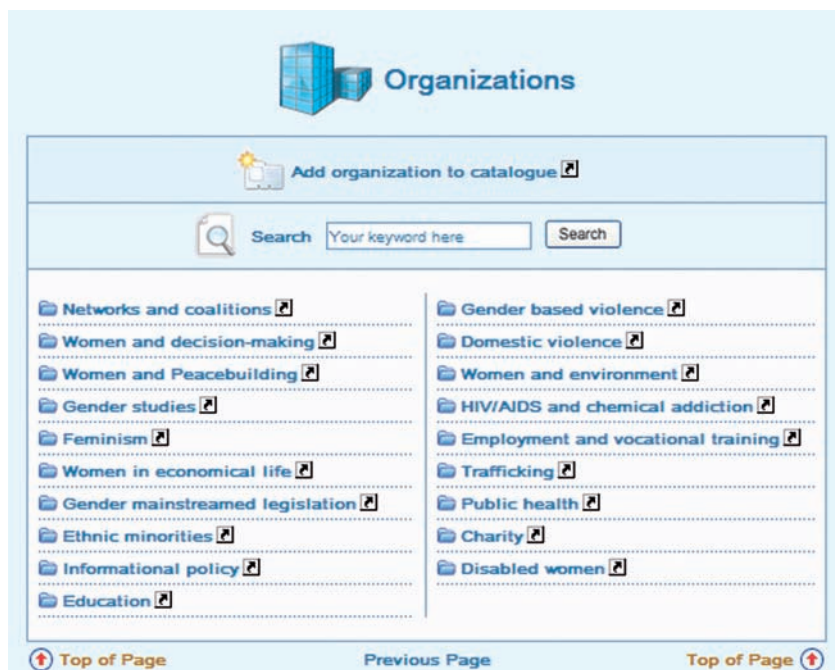 Organizations
Add organization to catalogue
Search Your keyword here Search
Networks and coalitions
Women and decision-making
Women and Peacebuilding
Gender studies
Feminism
Women in economical life
Gender mainstreamed legislation
Ethnic minorities
Informational policy
Education
Gender based violence
Domestic violence
Women and environment
HIV/AIDS and chemical addiction
Employment and vocational training
Trafficking
Public health
Charity
Disabled women
Top of Page Previous Page Top of Page